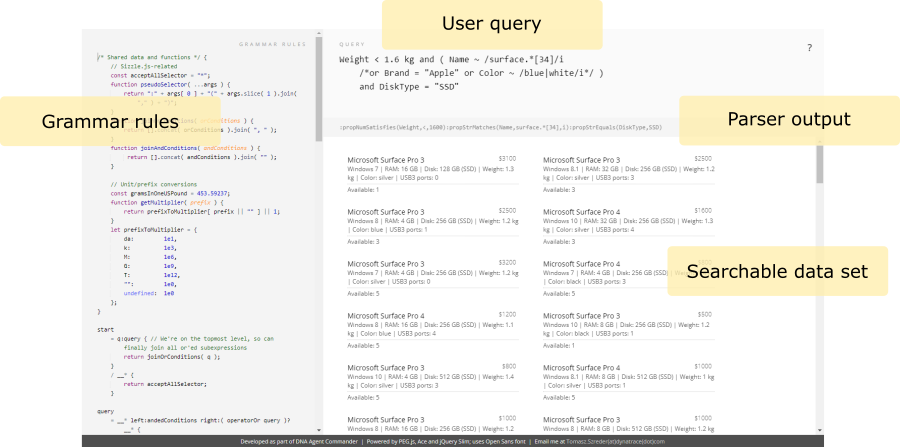 User query
GRAMMAR RULES
/* Shared data and functions */ {
// Sizzle.js-related
const acceptAllSelector = "*";
function pseudoSelector( ...args ) {
return ":" + args[ 0 ] + "(" + args.slice( 1 ).join(
Grammar rules
orConditions ) {
].join( ", " );
}
function joinAndConditions( andConditions ) {
return [].concat( andConditions ).join( "" );
}
// Unit/prefix conversions
const gramsInOneUSPound = 453.59237;
function getMultiplier( prefix ) {
return prefixToMultiplier[ prefix || "" ] || 1;
}
let prefixToMultiplier = {
da: 1e1,
k: 1e3,
M: 1e6,
G: 1e9,
T: 1e12,
"": 1e0,
undefined: 1e0
};
}
start
= q:query { // We're on the topmost level, so can
finally join all or'ed subexpressions
return joinOrConditions( q );
}
/ __* {
return acceptAllSelector;
}
query
= __* left:andedConditions right:( operatorOr query )?
__* {
QUERY
?
Weight < 1.6 kg and ( Name ~ /surface.*[34]/i
/*or Brand = "Apple" or Color ~ /blue|white/i*/ )
and DiskType = "SSD"
Parser output
:propNumSatisfies(Weight,<,1600):propStrMatches(Name,surface.*[34],i):propStrEquals(DiskType,SSD)
Microsoft Surface Pro 3 $3100
Windows 7 | RAM: 16 GB | Disk: 128 GB (SSD) | Weight: 1.3
kg | Color: silver | USB3 ports: 0
Available: 1
Microsoft Surface Pro 3 $2500
Windows 8.1 | RAM: 32 GB | Disk: 256 GB (SSD) | Weight: 1.2
kg | Color: silver | USB3 ports: 3
Available: 3
Microsoft Surface Pro 3 $2500
Windows 8 | RAM: 4 GB | Disk: 256 GB (SSD) | Weight: 1.2 kg
| Color: blue | USB3 ports: 1
Available: 3
Microsoft Surface Pro 4 $1600
Windows 10 | RAM: 32 GB | Disk: 256 GB (SSD) | Weight: 1.3
kg | Color: silver | USB3 ports: 4
Available: 3
Microsoft Surface Pro 3 $3200
Windows 7 | RAM: 4 GB | Disk: 256 GB (SSD) | Weight: 1.2 kg
| Color: silver | USB3 ports: 0
Available: 5
Microsoft Surface Pro 4
Windows 7 | RAM: 4 GB | Disk: 256 GB (SSD)
kg | Color: black | USB3 ports: 3
Available: 5
Searchable data set
Microsoft Surface Pro 4 $1200
Windows 8 | RAM: 16 GB | Disk: 256 GB (SSD) | Weight: 1.1
kg | Color: blue | USB3 ports: 4
Available: 5
Microsoft Surface Pro 3 $500
Windows 10 | RAM: 8 GB | Disk: 256 GB (SSD) | Weight: 1.2
kg | Color: black | USB3 ports: 1
Available: 1
Microsoft Surface Pro 3 $800
Windows 10 | RAM: 4 GB | Disk: 512 GB (SSD) | Weight: 1.4
kg | Color: silver | USB3 ports: 3
Available: 5
Microsoft Surface Pro 4 $1000
Windows 8.1 | RAM: 8 GB | Disk: 512 GB (SSD) | Weight: 1 kg
| Color: silver | USB3 ports: 1
Available: 5
Microsoft Surface Pro 3 $1000
Windows 8 | RAM: 16 GB | Disk: 256 GB (SSD) | Weight: 1.2
Microsoft Surface Pro 3 $1000
Windows 8 | RAM: 8 GB | Disk: 512 GB (SSD) | Weight: 1.2 kg
Developed as part of DNA Agent Commander | Powered by PEG.js, Ace and jQuery Slim; uses Open Sans font | Email me at Tomasz.Szreder(at)dynatrace(dot)com